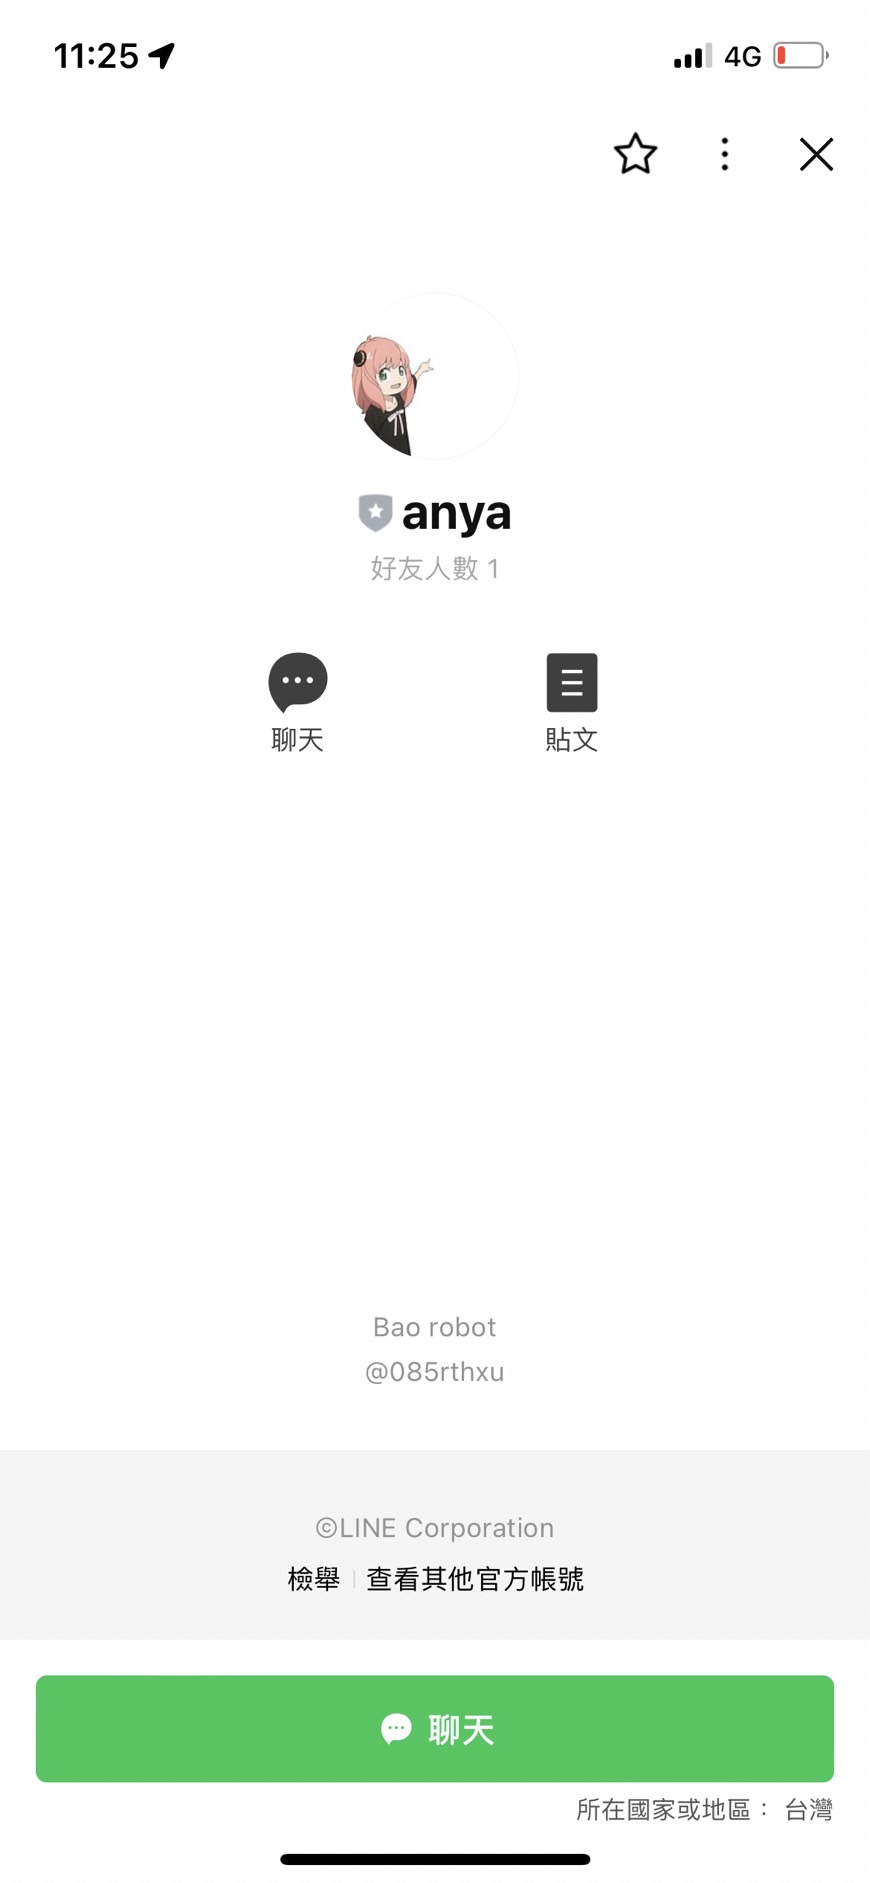 11:25
4G
anya
好友人數 1
聊天
貼文
Bao robot
@085rthxu
©LINE Corporation
檢舉 | 查看其他官方帳號
聊天
所在國家或地區： 台灣